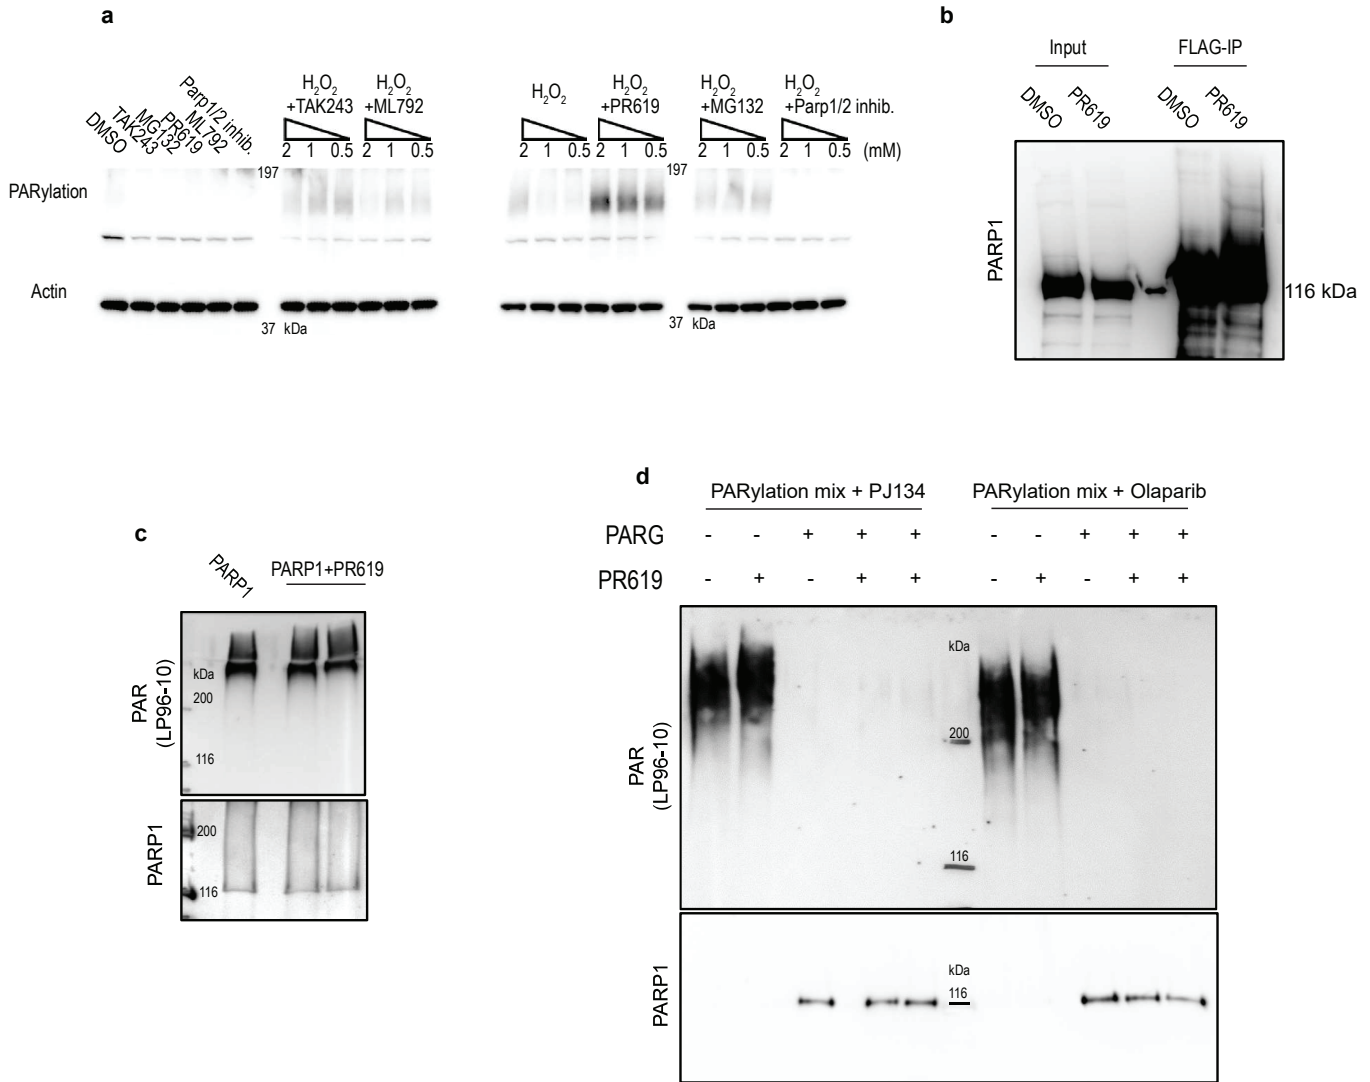 a
DMSO
TAK243
MG132
PR619
ML792
Parp1/2 inhib.
H2O2
+TAK243
H2O2
+ML792
H2O2
H2O2
+PR619
H2O2
+MG132
H2O2
+Parp1/2 inhib.
2 1 0.5 2 1 0.5 2 1 0.5 2 1 0.5 2 1 0.5 2 1 0.5 (mM)
197 197
PARylation
Actin
37 kDa 37 kDa
b
Input FLAG-IP
DMSO PR619 DMSO PR619
PARP1
116 kDa
c
PARP1 PARP1+PR619
PAR
(LP96-10)
kDa
200
116
PARP1
200
116
d
PARylation mix + PJ134 PARylation mix + Olaparib
PARG - - + + + - - + + +
PR619 - + - + + - + - + +
PAR
(LP96-10)
kDa
200
116
PARP1
kDa
116